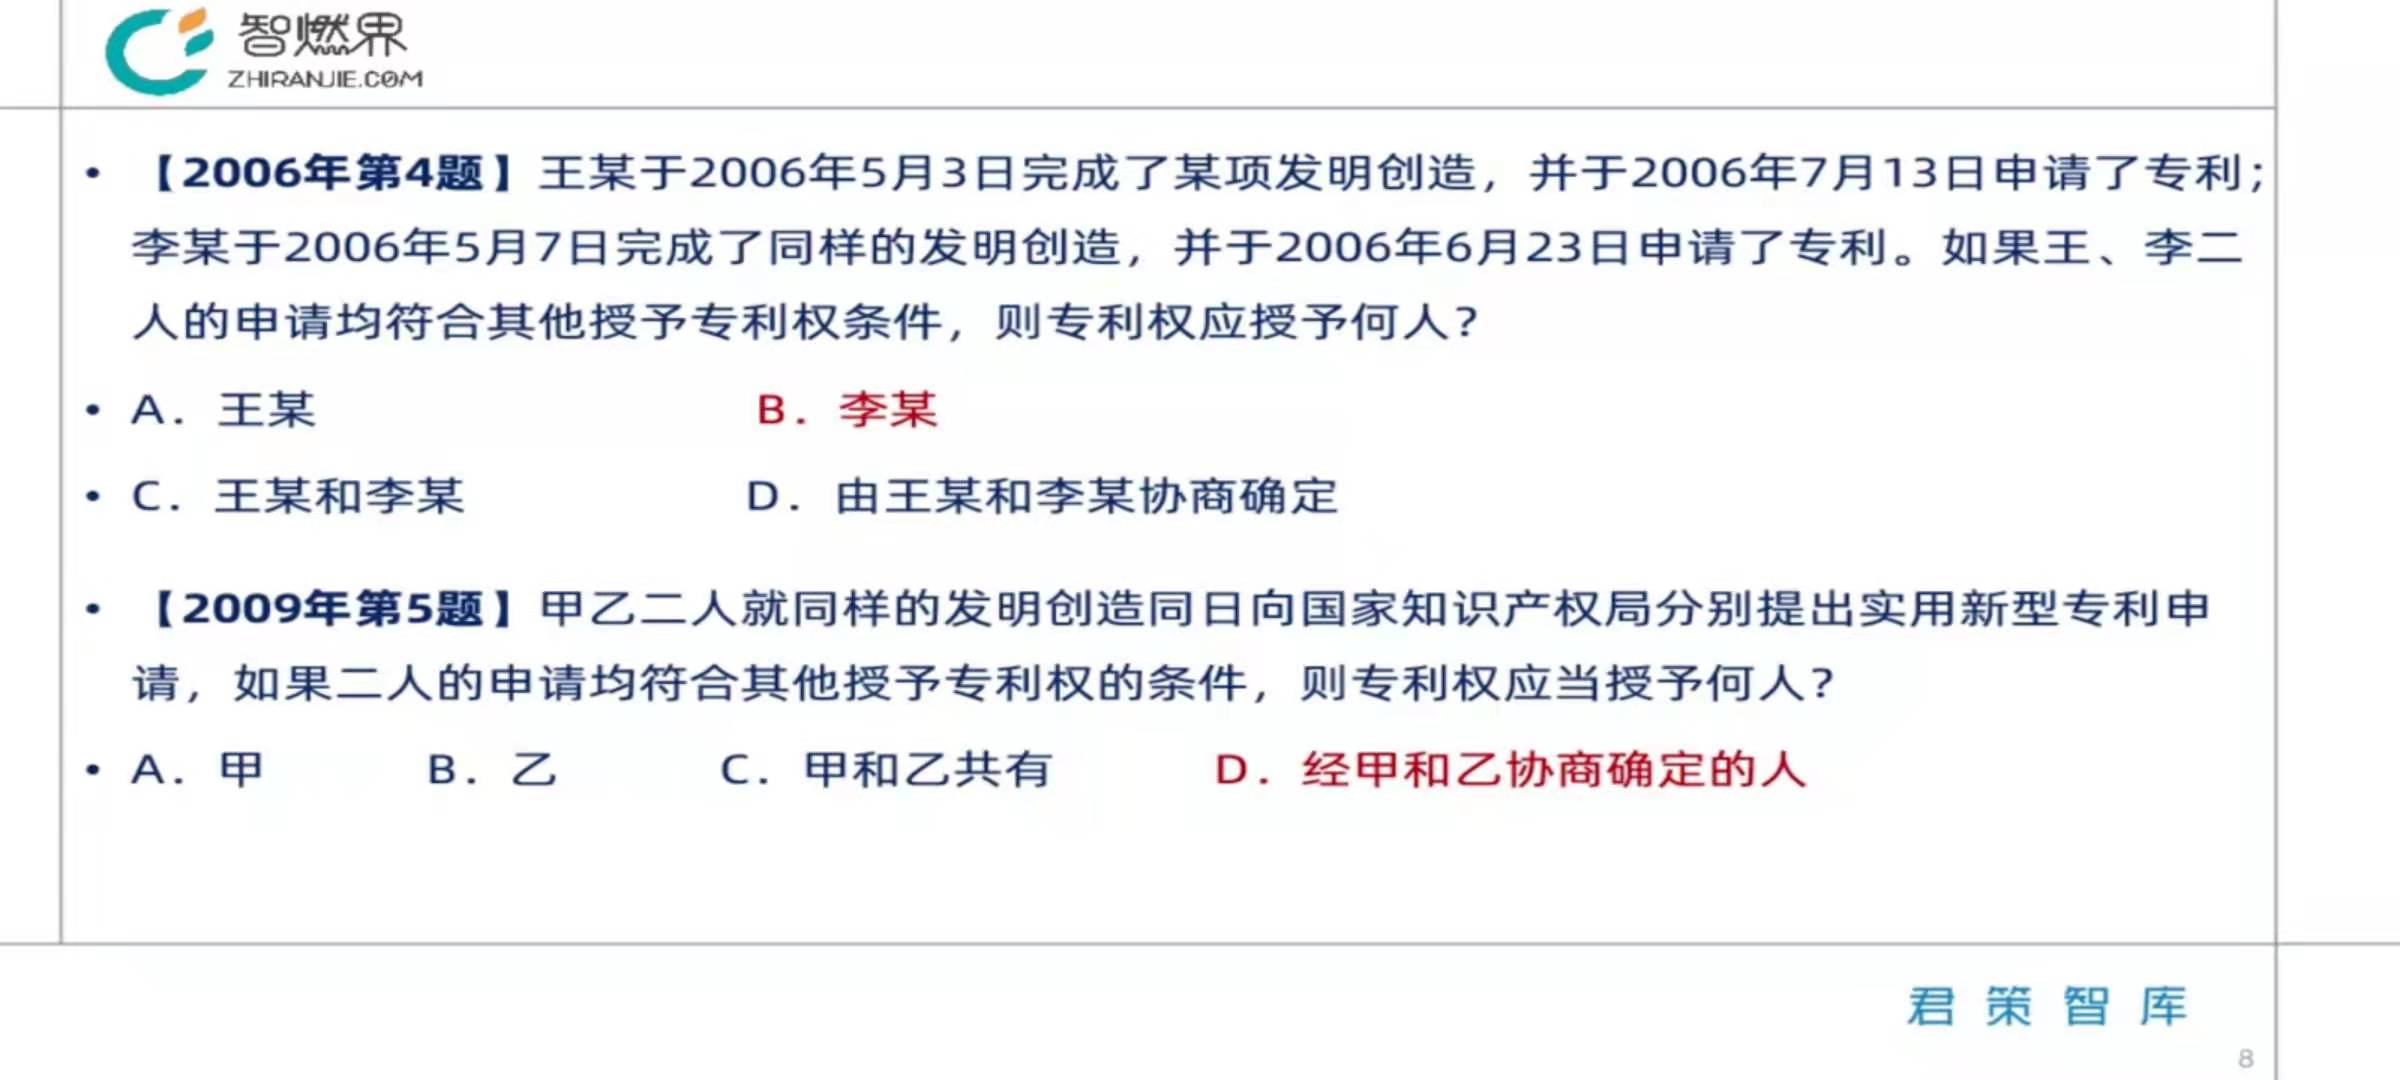 智燃界
ZHIRANJIE.COM
• 【2006年第4题】王某于2006年5月3日完成了某项发明创造，并于2006年7月13日申请了专利；
李某于2006年5月7日完成了同样的发明创造，并于2006年6月23日申请了专利。如果王、李二
人的申请均符合其他授予专利权条件，则专利权应授予何人？
• A．王某 B．李某
• C．王某和李某 D．由王某和李某协商确定
• 【2009年第5题】甲乙二人就同样的发明创造同日向国家知识产权局分别提出实用新型专利申
请，如果二人的申请均符合其他授予专利权的条件，则专利权应当授予何人？
• A．甲 B．乙 C．甲和乙共有 D．经甲和乙协商确定的人
君策智库
8